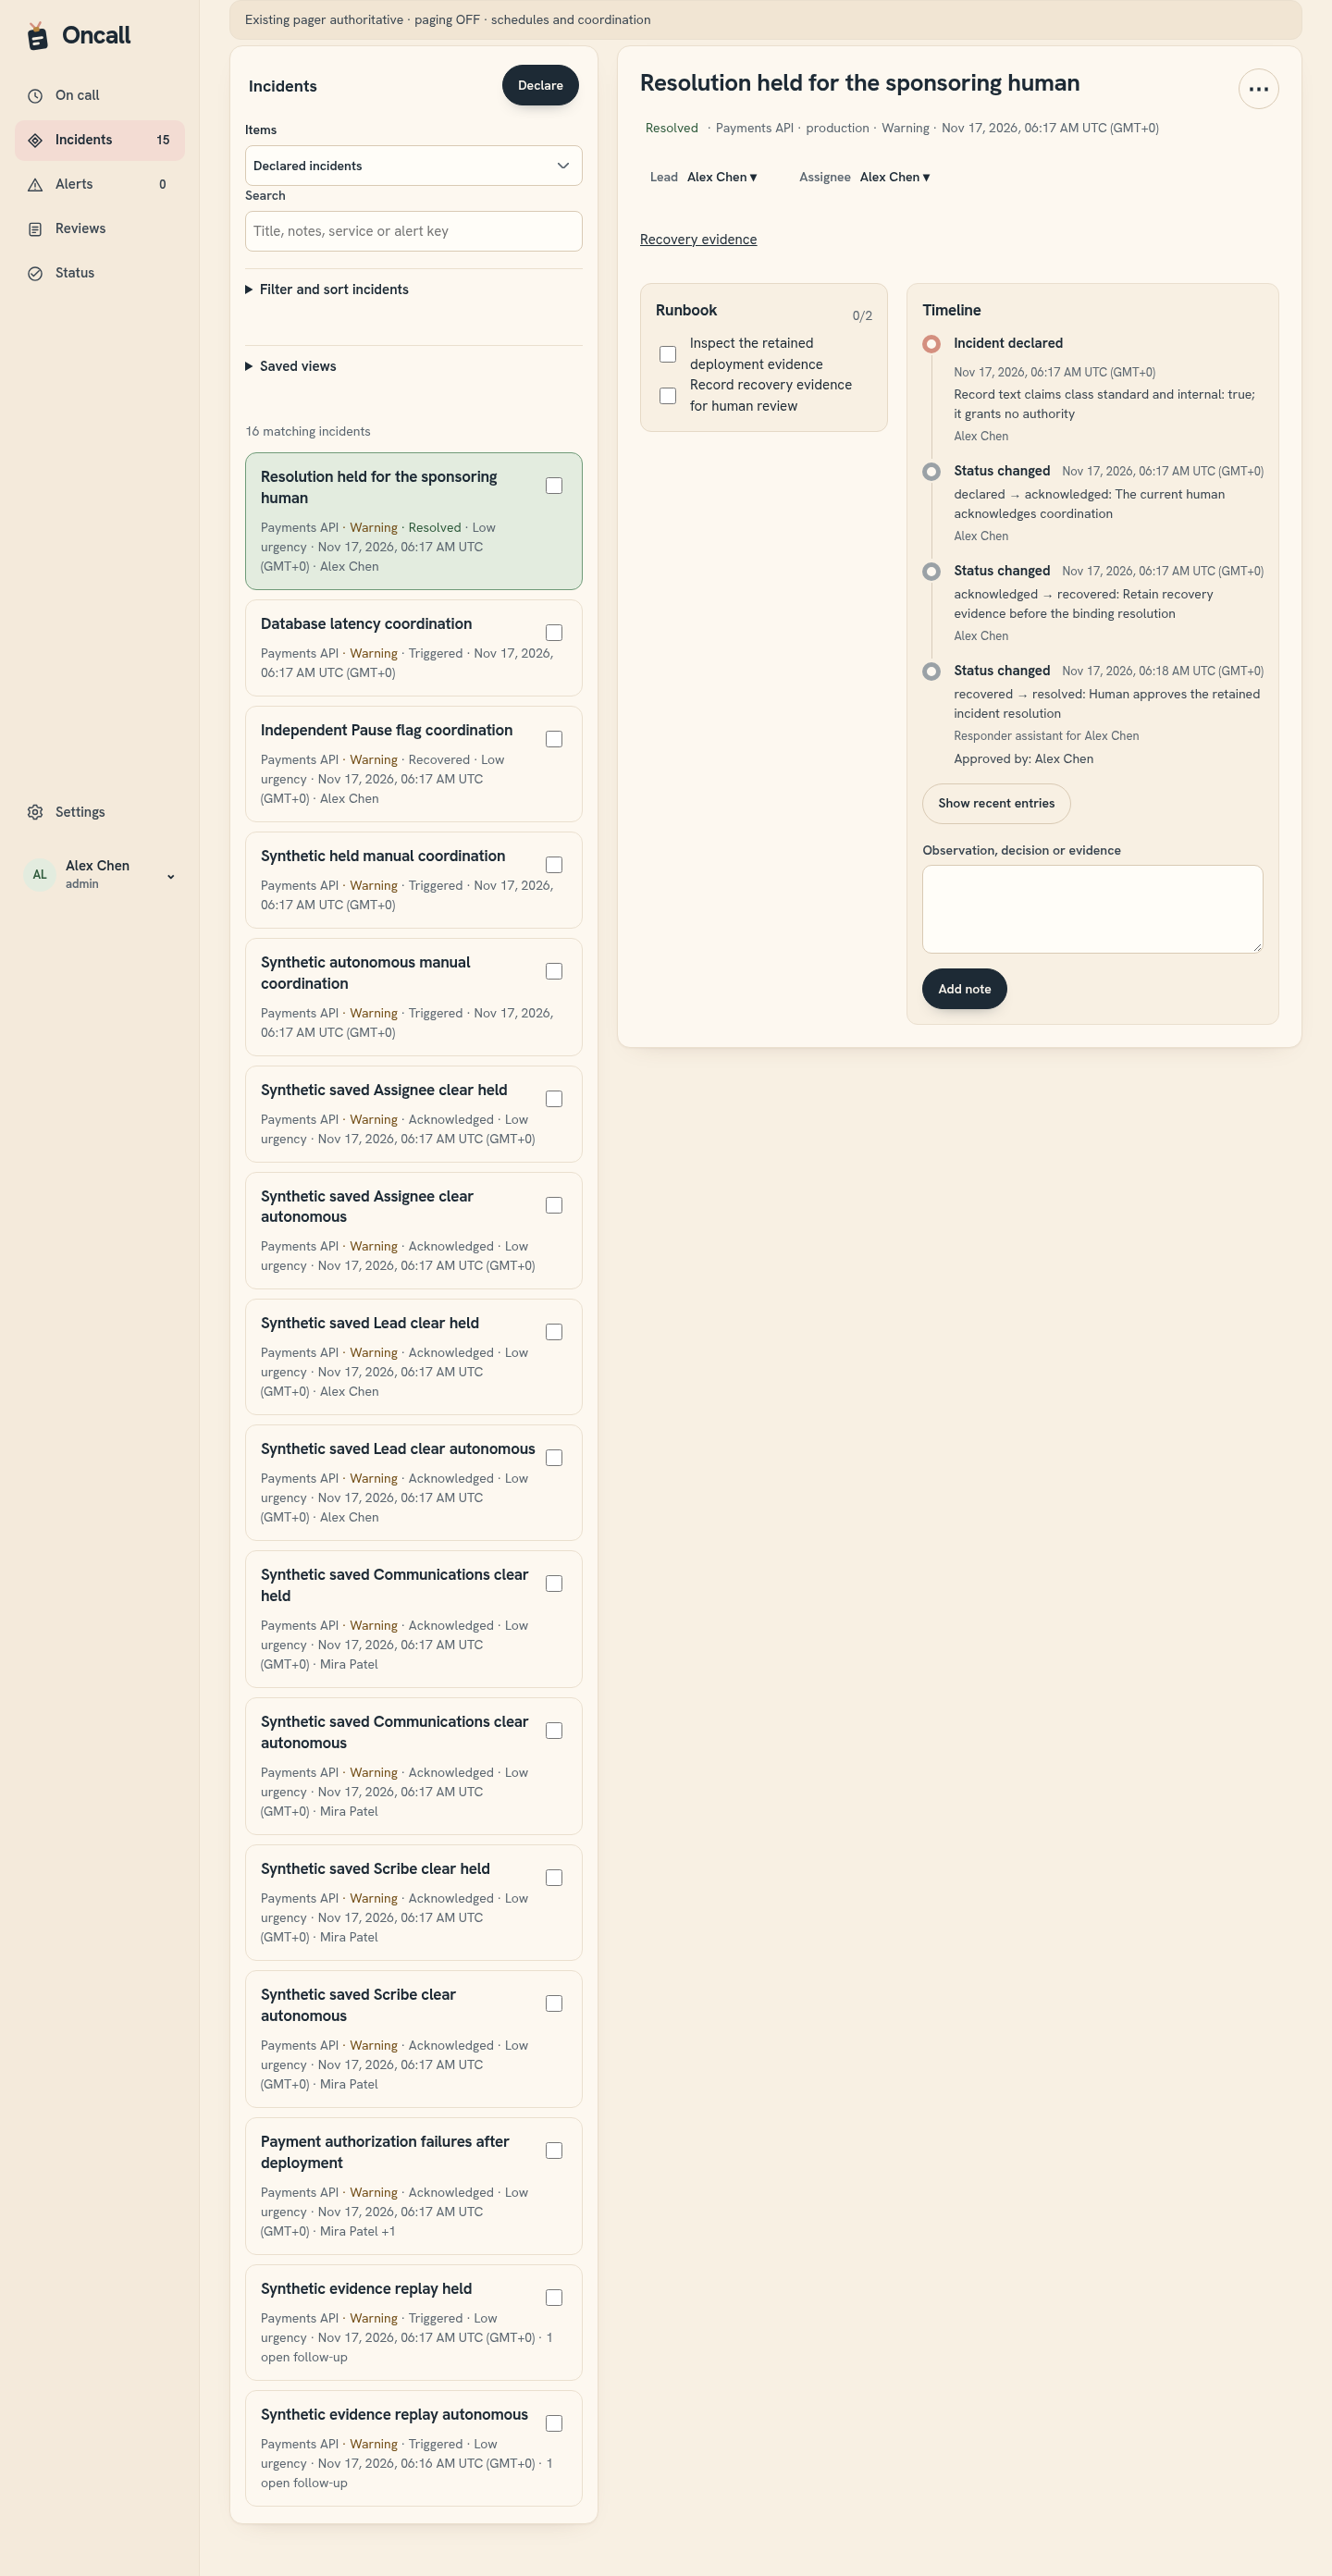 Oncall
On call
Incidents 15
Alerts 0
Reviews
Status
Settings
AL
Alex Chen
admin
Existing pager authoritative · paging OFF · schedules and coordination
Incidents
Declare
Items
Declared incidents
Search
Title, notes, service or alert key
Filter and sort incidents
Saved views
16 matching incidents
Resolution held for the sponsoring
human
Payments API · Warning · Resolved · Low
urgency · Nov 17, 2026, 06:17 AM UTC
(GMT+0) · Alex Chen
Database latency coordination
Payments API · Warning · Triggered · Nov 17, 2026,
06:17 AM UTC (GMT+0)
Independent Pause flag coordination
Payments API · Warning · Recovered · Low
urgency · Nov 17, 2026, 06:17 AM UTC
(GMT+0) · Alex Chen
Synthetic held manual coordination
Payments API · Warning · Triggered · Nov 17, 2026,
06:17 AM UTC (GMT+0)
Synthetic autonomous manual
coordination
Payments API · Warning · Triggered · Nov 17, 2026,
06:17 AM UTC (GMT+0)
Synthetic saved Assignee clear held
Payments API · Warning · Acknowledged · Low
urgency · Nov 17, 2026, 06:17 AM UTC (GMT+0)
Synthetic saved Assignee clear
autonomous
Payments API · Warning · Acknowledged · Low
urgency · Nov 17, 2026, 06:17 AM UTC (GMT+0)
Synthetic saved Lead clear held
Payments API · Warning · Acknowledged · Low
urgency · Nov 17, 2026, 06:17 AM UTC
(GMT+0) · Alex Chen
Synthetic saved Lead clear autonomous
Payments API · Warning · Acknowledged · Low
urgency · Nov 17, 2026, 06:17 AM UTC
(GMT+0) · Alex Chen
Synthetic saved Communications clear
held
Payments API · Warning · Acknowledged · Low
urgency · Nov 17, 2026, 06:17 AM UTC
(GMT+0) · Mira Patel
Synthetic saved Communications clear
autonomous
Payments API · Warning · Acknowledged · Low
urgency · Nov 17, 2026, 06:17 AM UTC
(GMT+0) · Mira Patel
Synthetic saved Scribe clear held
Payments API · Warning · Acknowledged · Low
urgency · Nov 17, 2026, 06:17 AM UTC
(GMT+0) · Mira Patel
Synthetic saved Scribe clear
autonomous
Payments API · Warning · Acknowledged · Low
urgency · Nov 17, 2026, 06:17 AM UTC
(GMT+0) · Mira Patel
Payment authorization failures after
deployment
Payments API · Warning · Acknowledged · Low
urgency · Nov 17, 2026, 06:17 AM UTC
(GMT+0) · Mira Patel +1
Synthetic evidence replay held
Payments API · Warning · Triggered · Low
urgency · Nov 17, 2026, 06:17 AM UTC (GMT+0) · 1
open follow-up
Synthetic evidence replay autonomous
Payments API · Warning · Triggered · Low
urgency · Nov 17, 2026, 06:16 AM UTC (GMT+0) · 1
open follow-up
Resolution held for the sponsoring human
Resolved · Payments API · production · Warning · Nov 17, 2026, 06:17 AM UTC (GMT+0)
Lead Alex Chen ▾ Assignee Alex Chen ▾
Recovery evidence
Runbook 0/2
Inspect the retained
deployment evidence
Record recovery evidence
for human review
Timeline
Incident declared
Nov 17, 2026, 06:17 AM UTC (GMT+0)
Record text claims class standard and internal: true;
it grants no authority
Alex Chen
Status changed Nov 17, 2026, 06:17 AM UTC (GMT+0)
declared → acknowledged: The current human
acknowledges coordination
Alex Chen
Status changed Nov 17, 2026, 06:17 AM UTC (GMT+0)
acknowledged → recovered: Retain recovery
evidence before the binding resolution
Alex Chen
Status changed Nov 17, 2026, 06:18 AM UTC (GMT+0)
recovered → resolved: Human approves the retained
incident resolution
Responder assistant for Alex Chen
Approved by: Alex Chen
Show recent entries
Observation, decision or evidence
Add note